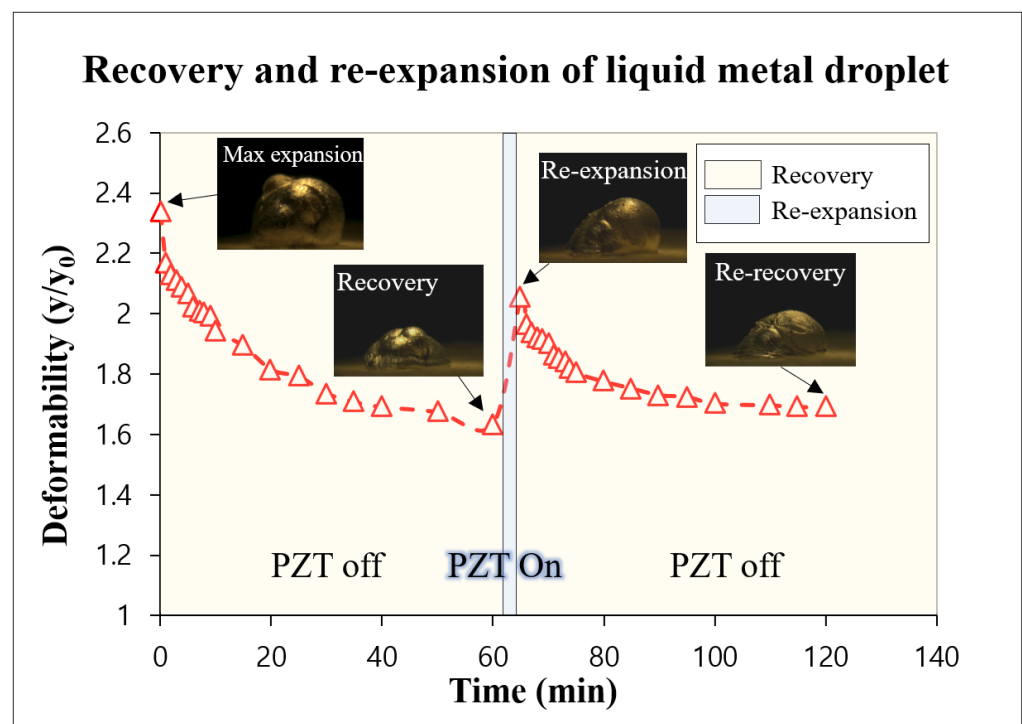 Recovery and re-expansion of liquid metal droplet
Deformability (y/y₀)
2.6
2.4
2.2
2
1.8
1.6
1.4
1.2
1
Max expansion
Recovery
Re-expansion
Re-recovery
Recovery
Re-expansion
PZT off
PZT On
PZT off
0
20
40
60
80
100
120
140
Time (min)